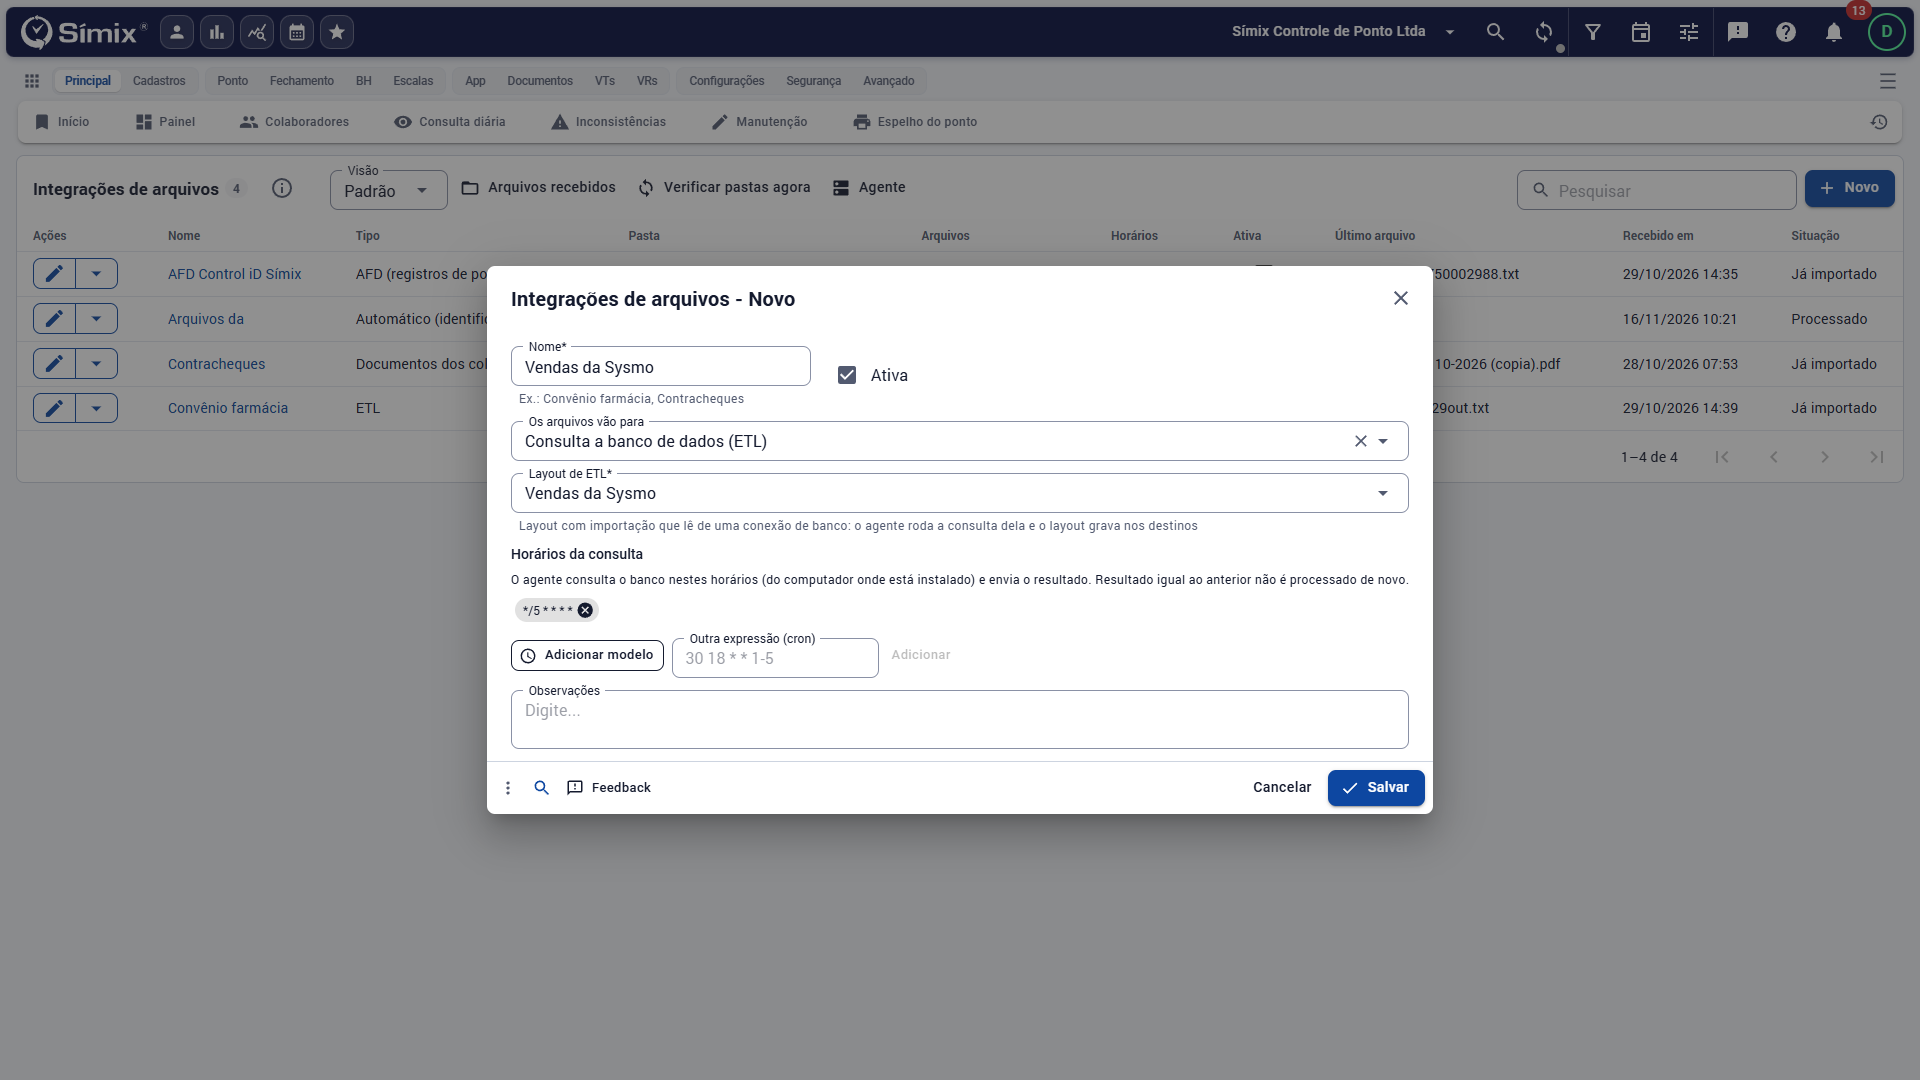 Símix®
Símix Controle de Ponto Ltda
13
D
Principal Cadastros Ponto Fechamento BH Escalas App Documentos VTs VRs Configurações Segurança Avançado
Início Painel Colaboradores Consulta diária Inconsistências Manutenção Espelho do ponto
Integrações de arquivos 4
Visão
Padrão
Arquivos recebidos Verificar pastas agora Agente
Pesquisar
Novo
Ações Nome Tipo Pasta Arquivos Horários Ativa Último arquivo Recebido em Situação
AFD Control iD Símix AFD (registros de po 50002988.txt 29/10/2026 14:35 Já importado
Arquivos da Automático (identific 16/11/2026 10:21 Processado
Contracheques Documentos dos col 10-2026 (copia).pdf 28/10/2026 07:53 Já importado
Convênio farmácia ETL 29out.txt 29/10/2026 14:39 Já importado
1–4 de 4
Integrações de arquivos - Novo
Nome*
Vendas da Sysmo
Ativa
Ex.: Convênio farmácia, Contracheques
Os arquivos vão para
Consulta a banco de dados (ETL)
Layout de ETL*
Vendas da Sysmo
Layout com importação que lê de uma conexão de banco: o agente roda a consulta dela e o layout grava nos destinos
Horários da consulta
O agente consulta o banco nestes horários (do computador onde está instalado) e envia o resultado. Resultado igual ao anterior não é processado de novo.
*/5 * * * *
Adicionar modelo
Outra expressão (cron)
30 18 * * 1-5
Adicionar
Observações
Digite...
Feedback
Cancelar
Salvar